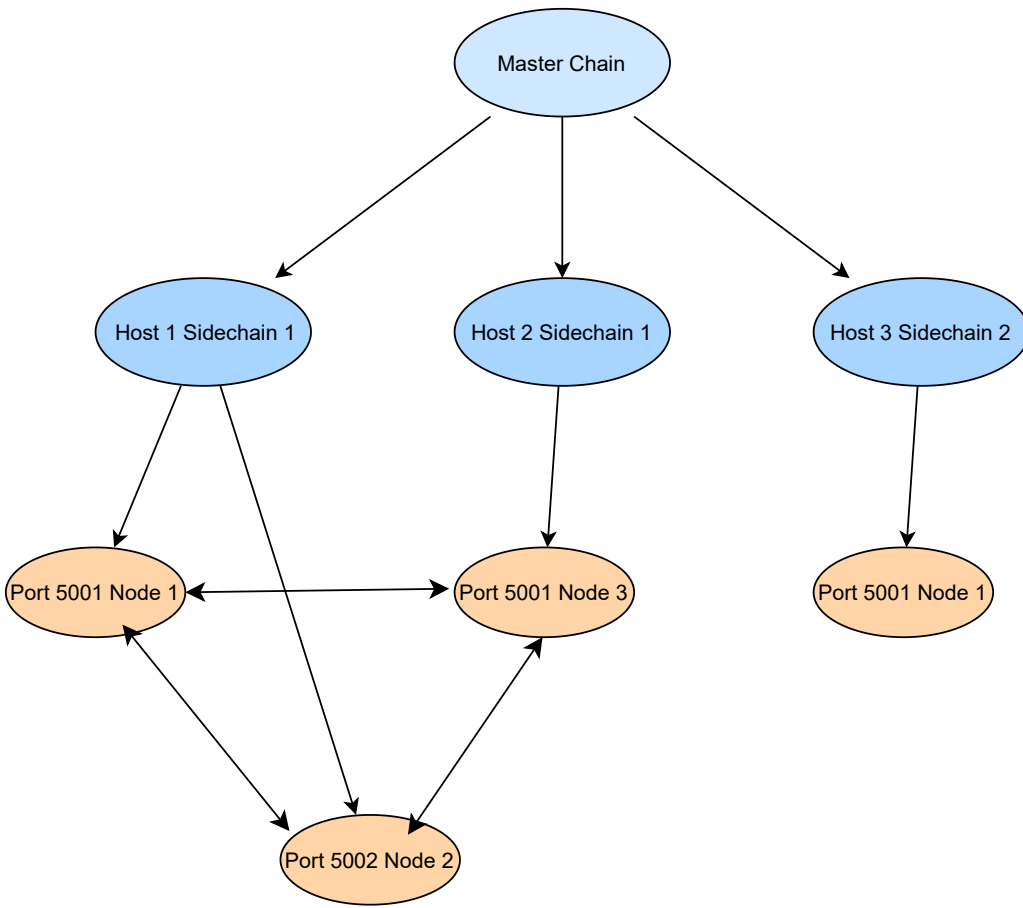 Master Chain
Host 1 Sidechain 1
Host 2 Sidechain 1
Host 3 Sidechain 2
Port 5001 Node 1
Port 5001 Node 3
Port 5001 Node 1
Port 5002 Node 2